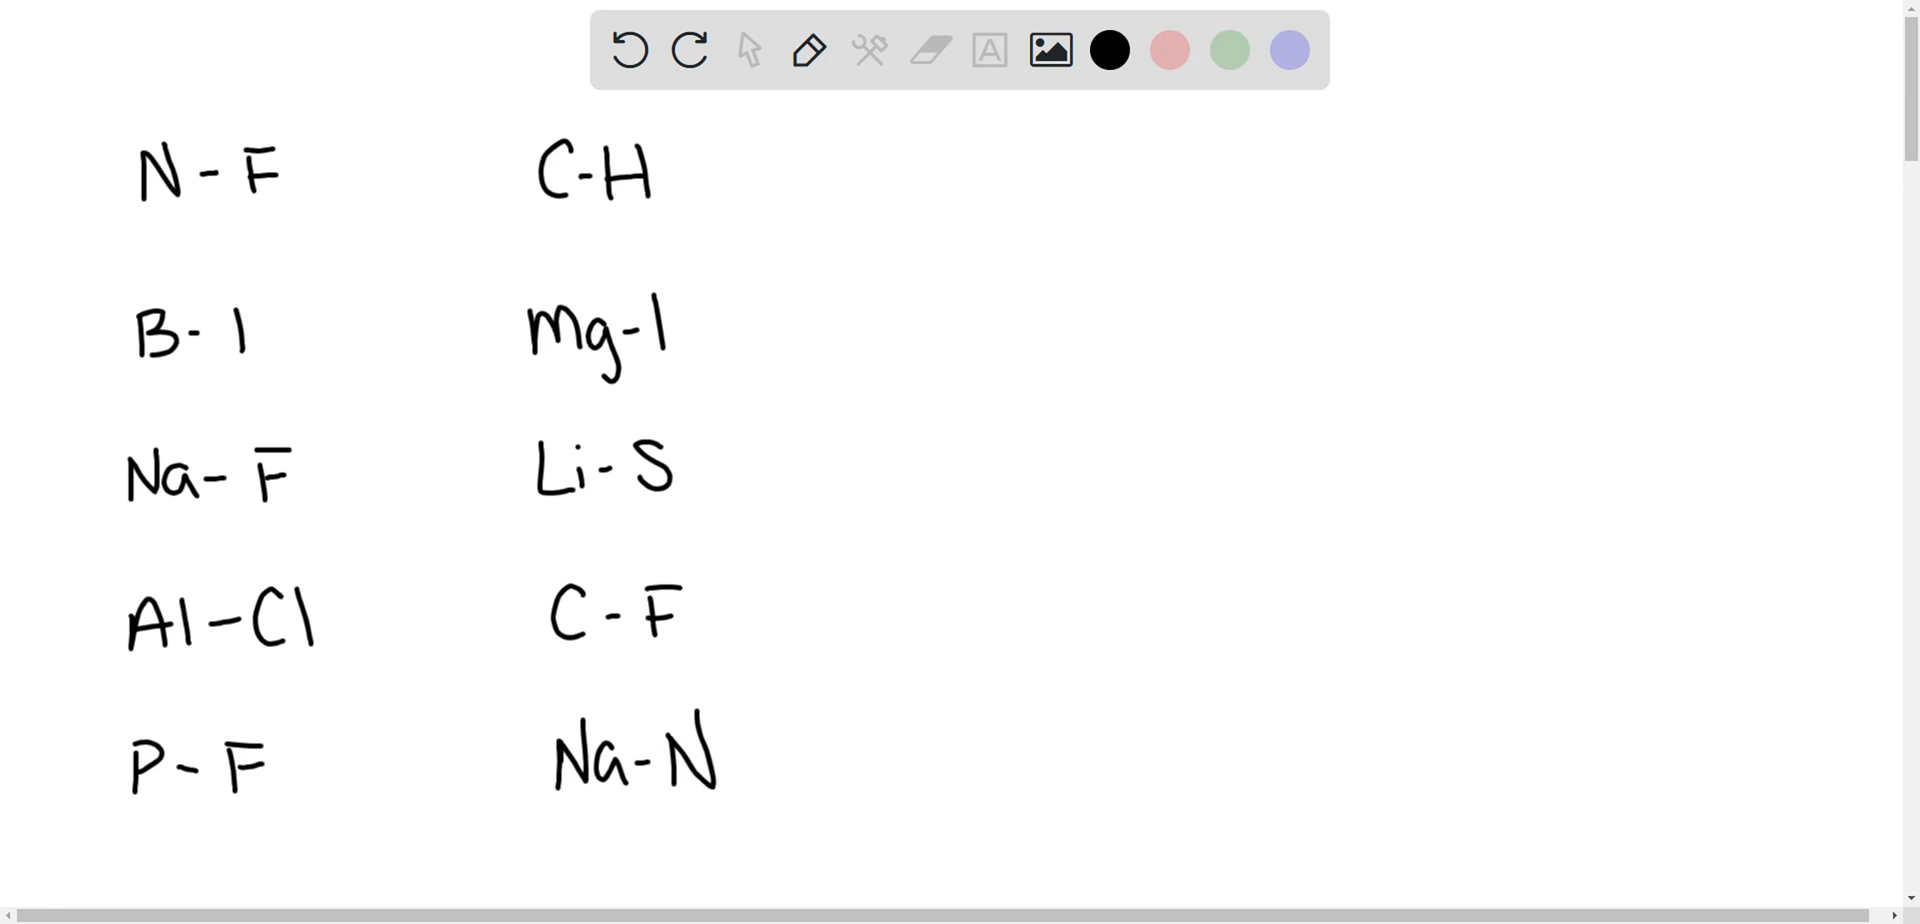 N - F C-H
B - I Mg-I
Na- F Li- S
Al -Cl C - F
P - F Na-N